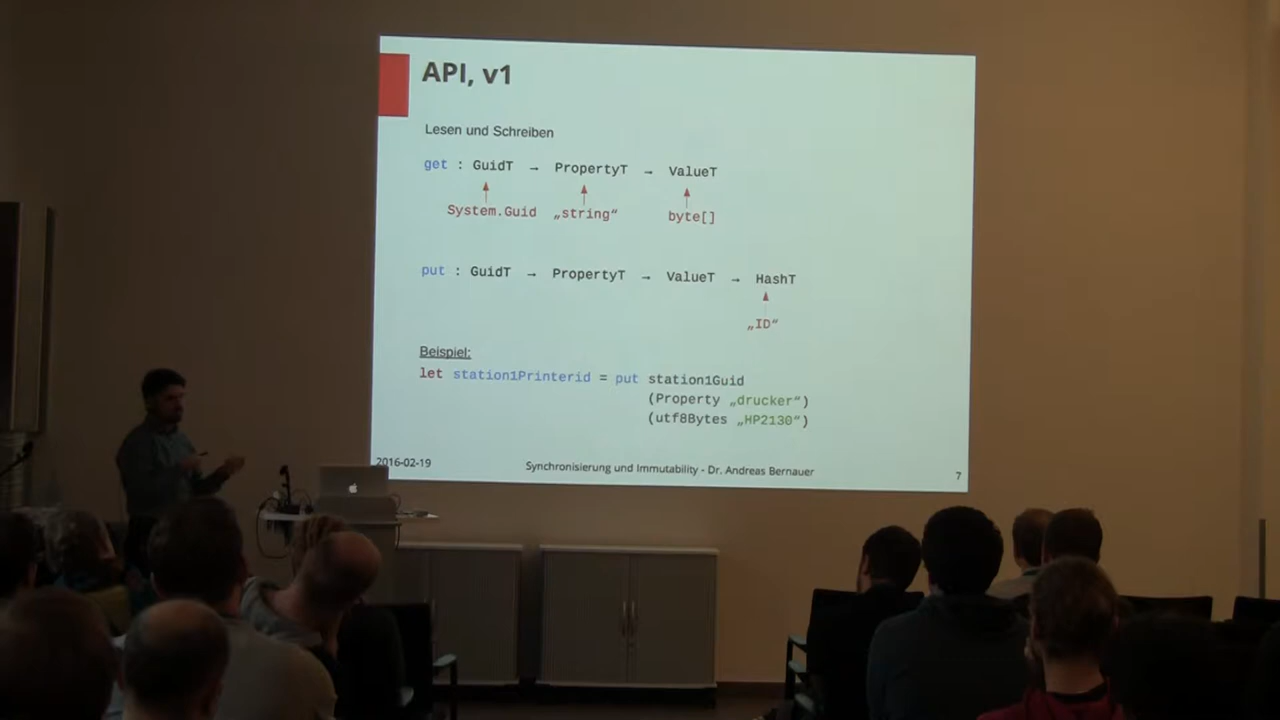 API, v1
Lesen und Schreiben
get : GuidT → PropertyT → ValueT
System.Guid „string“ byte[]
put : GuidT → PropertyT → ValueT → HashT
„ID“
Beispiel:
let station1Printerid = put station1Guid
(Property „drucker“)
(utf8Bytes „HP2130“)
2016-02-19 Synchronisierung und Immutability - Dr. Andreas Bernauer 7